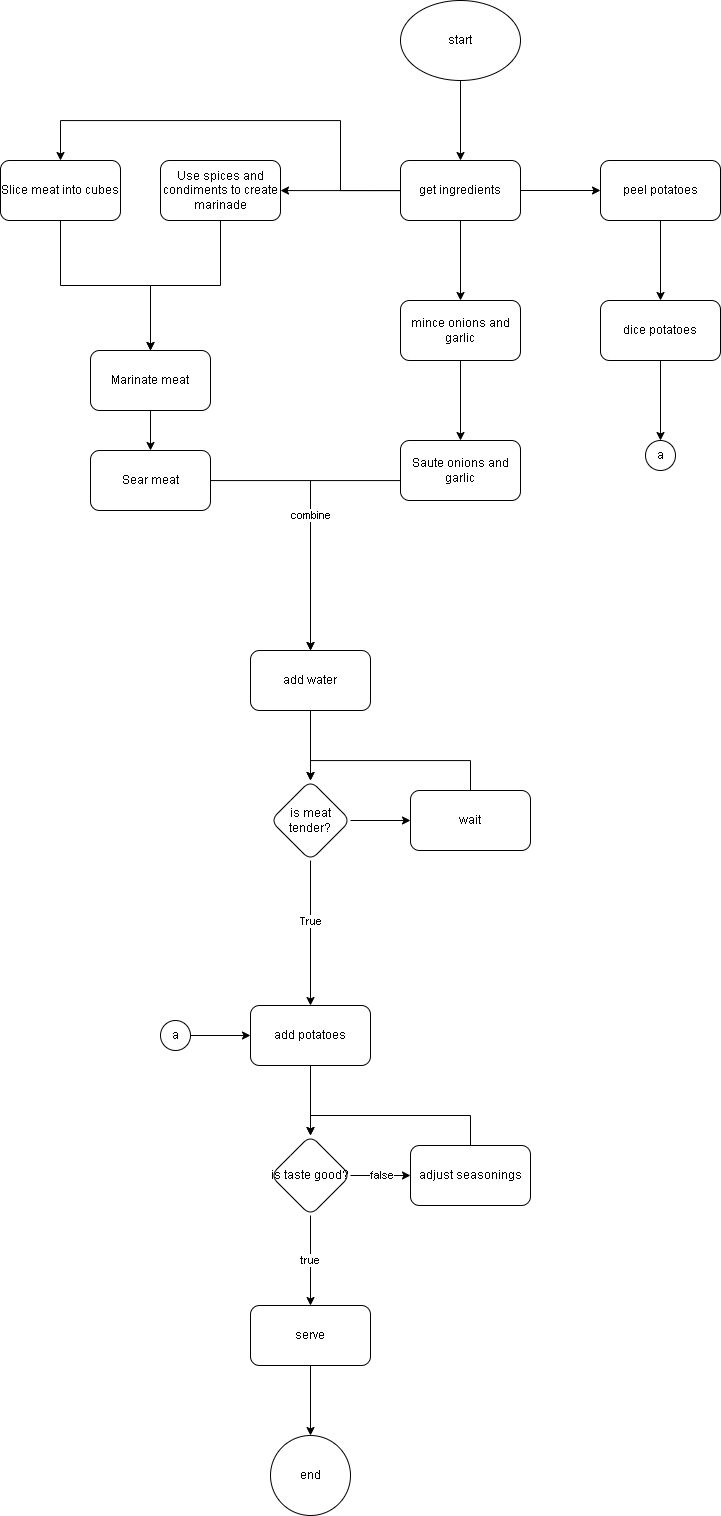 start
Slice meat into cubes
Use spices and
condiments to create
marinade
get ingredients
peel potatoes
mince onions and
garlic
dice potatoes
Marinate meat
Sear meat
Saute onions and
garlic
a
combine
add water
is meat
tender?
wait
True
a
add potatoes
is taste good?
false
adjust seasonings
true
serve
end